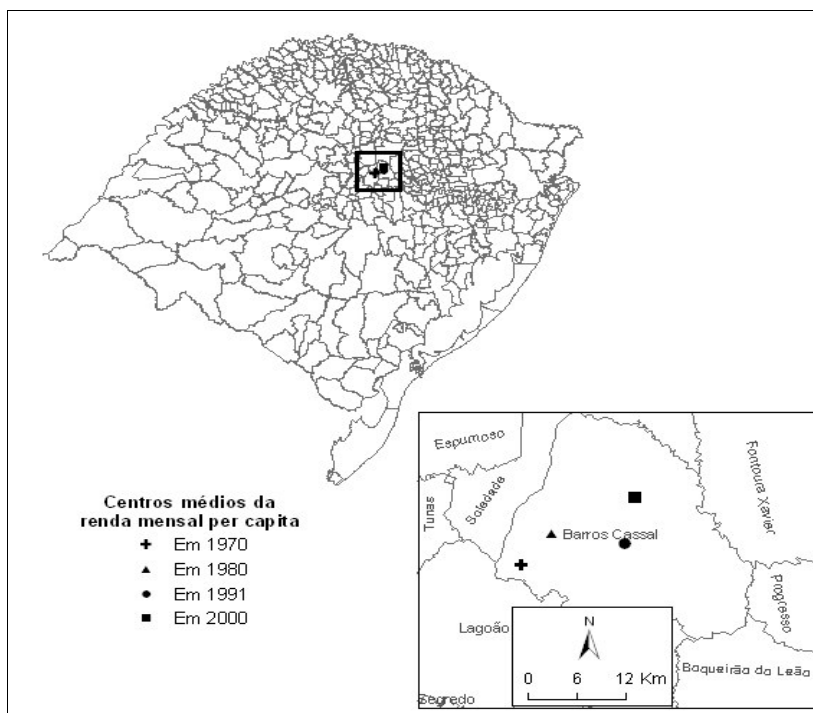 Centros médios da
renda mensal per capita
Em 1970
Em 1980
Em 1991
Em 2000
Espumoso
Tunas
Soledade
Fontoura Xavier
Barros Cassal
Lagoão
Progresso
Boqueirão do Leão
Segredo
N
0 6 12 Km